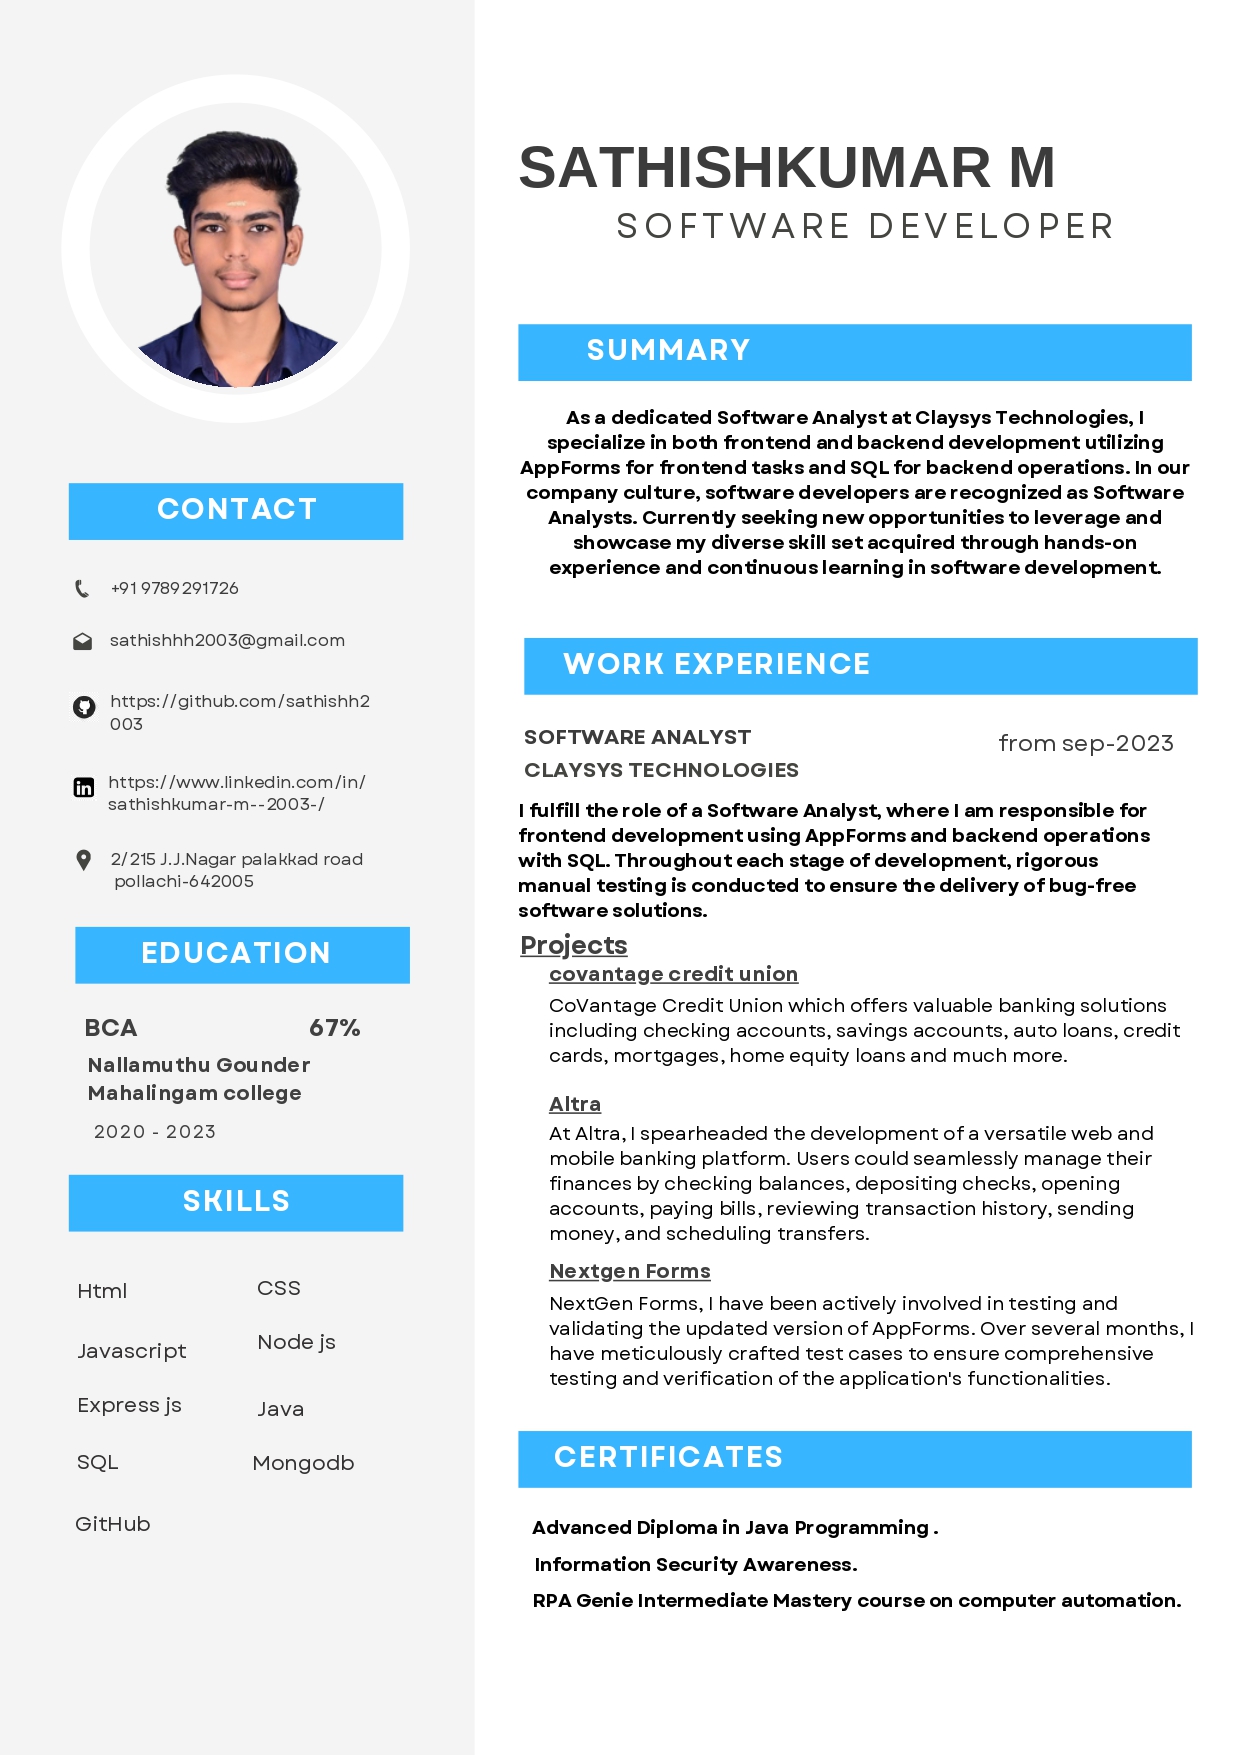 SATHISHKUMAR M
SOFTWARE DEVELOPER
CONTACT
+91 9789291726
sathishhh2003@gmail.com
https://github.com/sathishh2
003
https://www.linkedin.com/in/
sathishkumar-m--2003-/
2/215 J.J.Nagar palakkad road
pollachi-642005
EDUCATION
BCA 67%
Nallamuthu Gounder
Mahalingam college
2020 - 2023
SKILLS
Html CSS
Javascript Node js
Express js Java
SQL Mongodb
GitHub
SUMMARY
As a dedicated Software Analyst at Claysys Technologies, I
specialize in both frontend and backend development utilizing
AppForms for frontend tasks and SQL for backend operations. In our
company culture, software developers are recognized as Software
Analysts. Currently seeking new opportunities to leverage and
showcase my diverse skill set acquired through hands-on
experience and continuous learning in software development.
WORK EXPERIENCE
SOFTWARE ANALYST from sep-2023
CLAYSYS TECHNOLOGIES
I fulfill the role of a Software Analyst, where I am responsible for
frontend development using AppForms and backend operations
with SQL. Throughout each stage of development, rigorous
manual testing is conducted to ensure the delivery of bug-free
software solutions.
Projects
covantage credit union
CoVantage Credit Union which offers valuable banking solutions
including checking accounts, savings accounts, auto loans, credit
cards, mortgages, home equity loans and much more.
Altra
At Altra, I spearheaded the development of a versatile web and
mobile banking platform. Users could seamlessly manage their
finances by checking balances, depositing checks, opening
accounts, paying bills, reviewing transaction history, sending
money, and scheduling transfers.
Nextgen Forms
NextGen Forms, I have been actively involved in testing and
validating the updated version of AppForms. Over several months, I
have meticulously crafted test cases to ensure comprehensive
testing and verification of the application's functionalities.
CERTIFICATES
Advanced Diploma in Java Programming .
Information Security Awareness.
RPA Genie Intermediate Mastery course on computer automation.